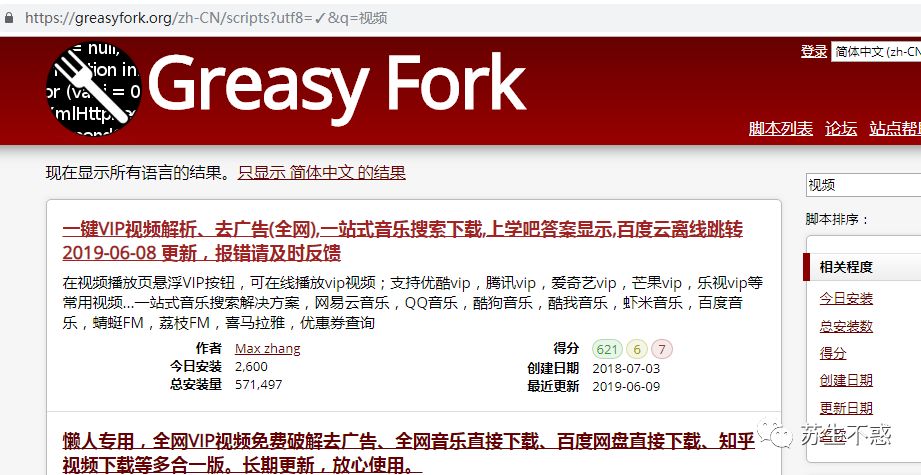 https://greasyfork.org/zh-CN/scripts?utf8=✓&q=视频
登录 简体中文 (zh-CN
= null,
Greasy Fork
脚本列表 论坛 站点帮
现在显示所有语言的结果。只显示 简体中文 的结果
视频
脚本排序：
一键VIP视频解析、去广告(全网),一站式音乐搜索下载,上学吧答案显示,百度云离线跳转
2019-06-08 更新，报错请及时反馈
在视频播放页悬浮VIP按钮，可在线播放vip视频；支持优酷vip，腾讯vip，爱奇艺vip，芒果vip，乐视vip等
常用视频...一站式音乐搜索解决方案，网易云音乐，QQ音乐，酷狗音乐，酷我音乐，虾米音乐，百度音
乐，蜻蜓FM，荔枝FM，喜马拉雅，优惠券查询
作者 Max zhang 得分 621 6 7
今日安装 2,600 创建日期 2018-07-03
总安装量 571,497 最近更新 2019-06-09
相关程度
今日安装
总安装数
得分
创建日期
更新日期
懒人专用，全网VIP视频免费破解去广告、全网音乐直接下载、百度网盘直接下载、知乎
视频下载等多合一版。长期更新，放心使用。
苏生不惑